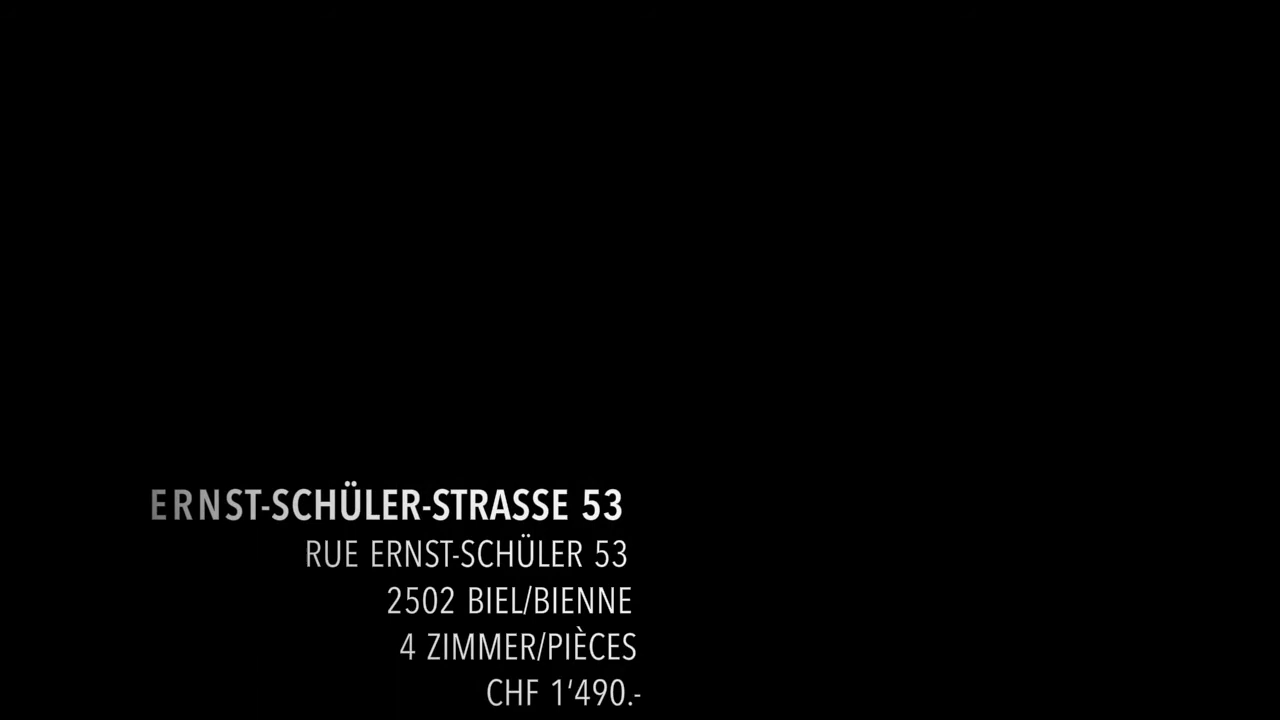 ERNST-SCHÜLER-STRASSE 53
RUE ERNST-SCHÜLER 53
2502 BIEL/BIENNE
4 ZIMMER/PIÈCES
CHF 1‘490.-